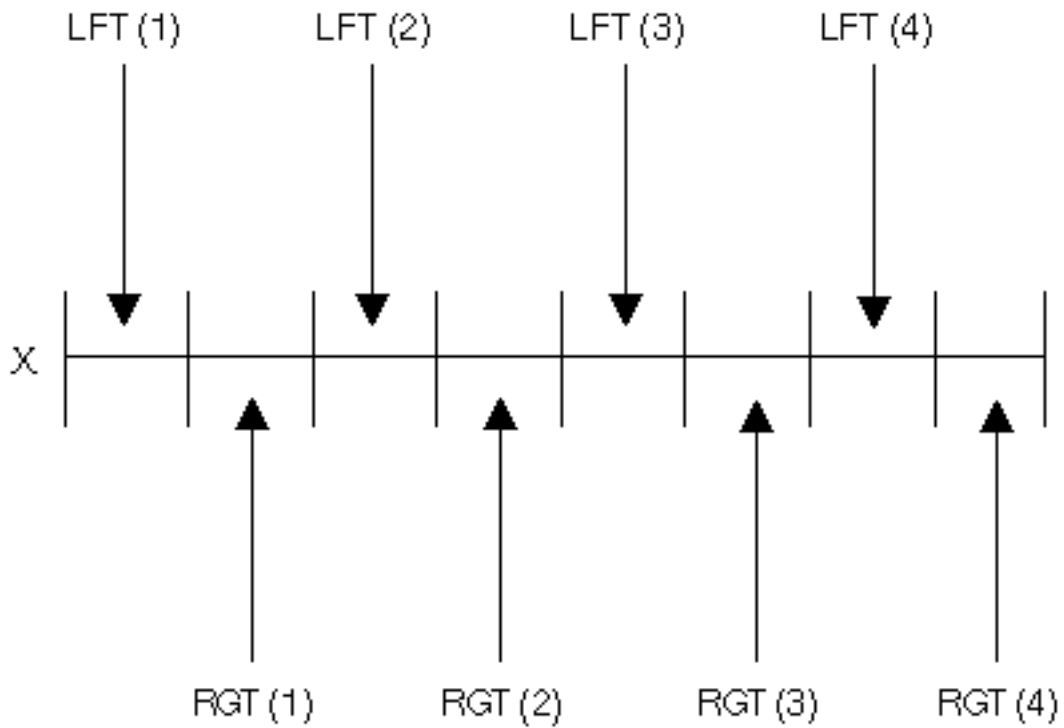 LFT (1) LFT (2) LFT (3) LFT (4)
X
RGT (1) RGT (2) RGT (3) RGT (4)